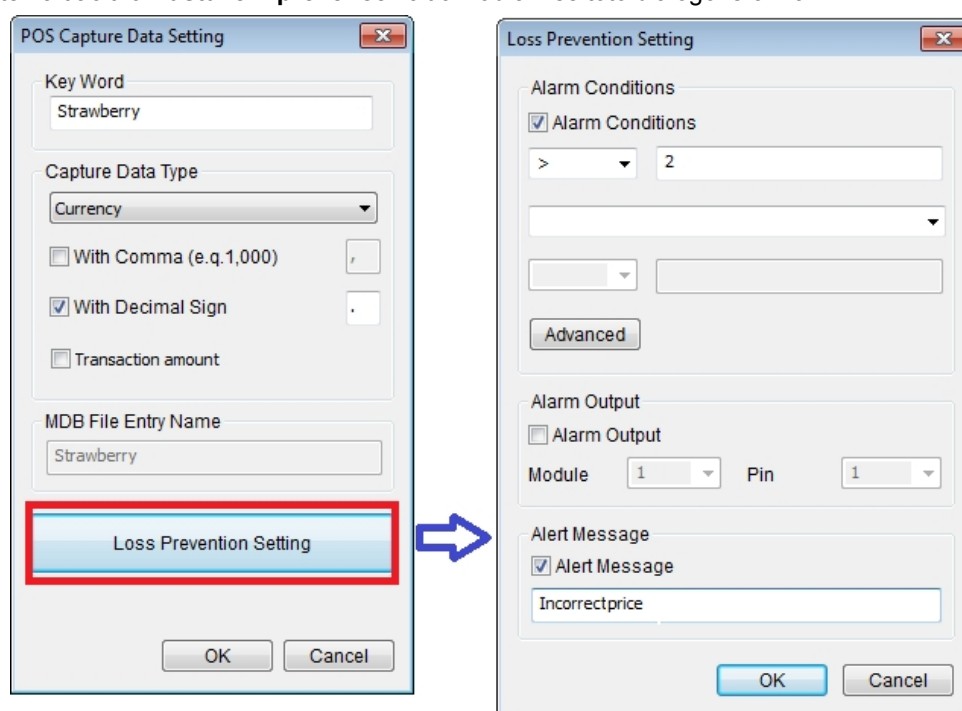 POS Capture Data Setting
Key Word
Strawberry
Capture Data Type
Currency
With Comma (e.q.1,000) ,
With Decimal Sign .
Transaction amount
MDB File Entry Name
Strawberry
Loss Prevention Setting
OK Cancel
Loss Prevention Setting
Alarm Conditions
Alarm Conditions
> 2
Advanced
Alarm Output
Alarm Output
Module 1 Pin 1
Alert Message
Alert Message
Incorrectprice
OK Cancel